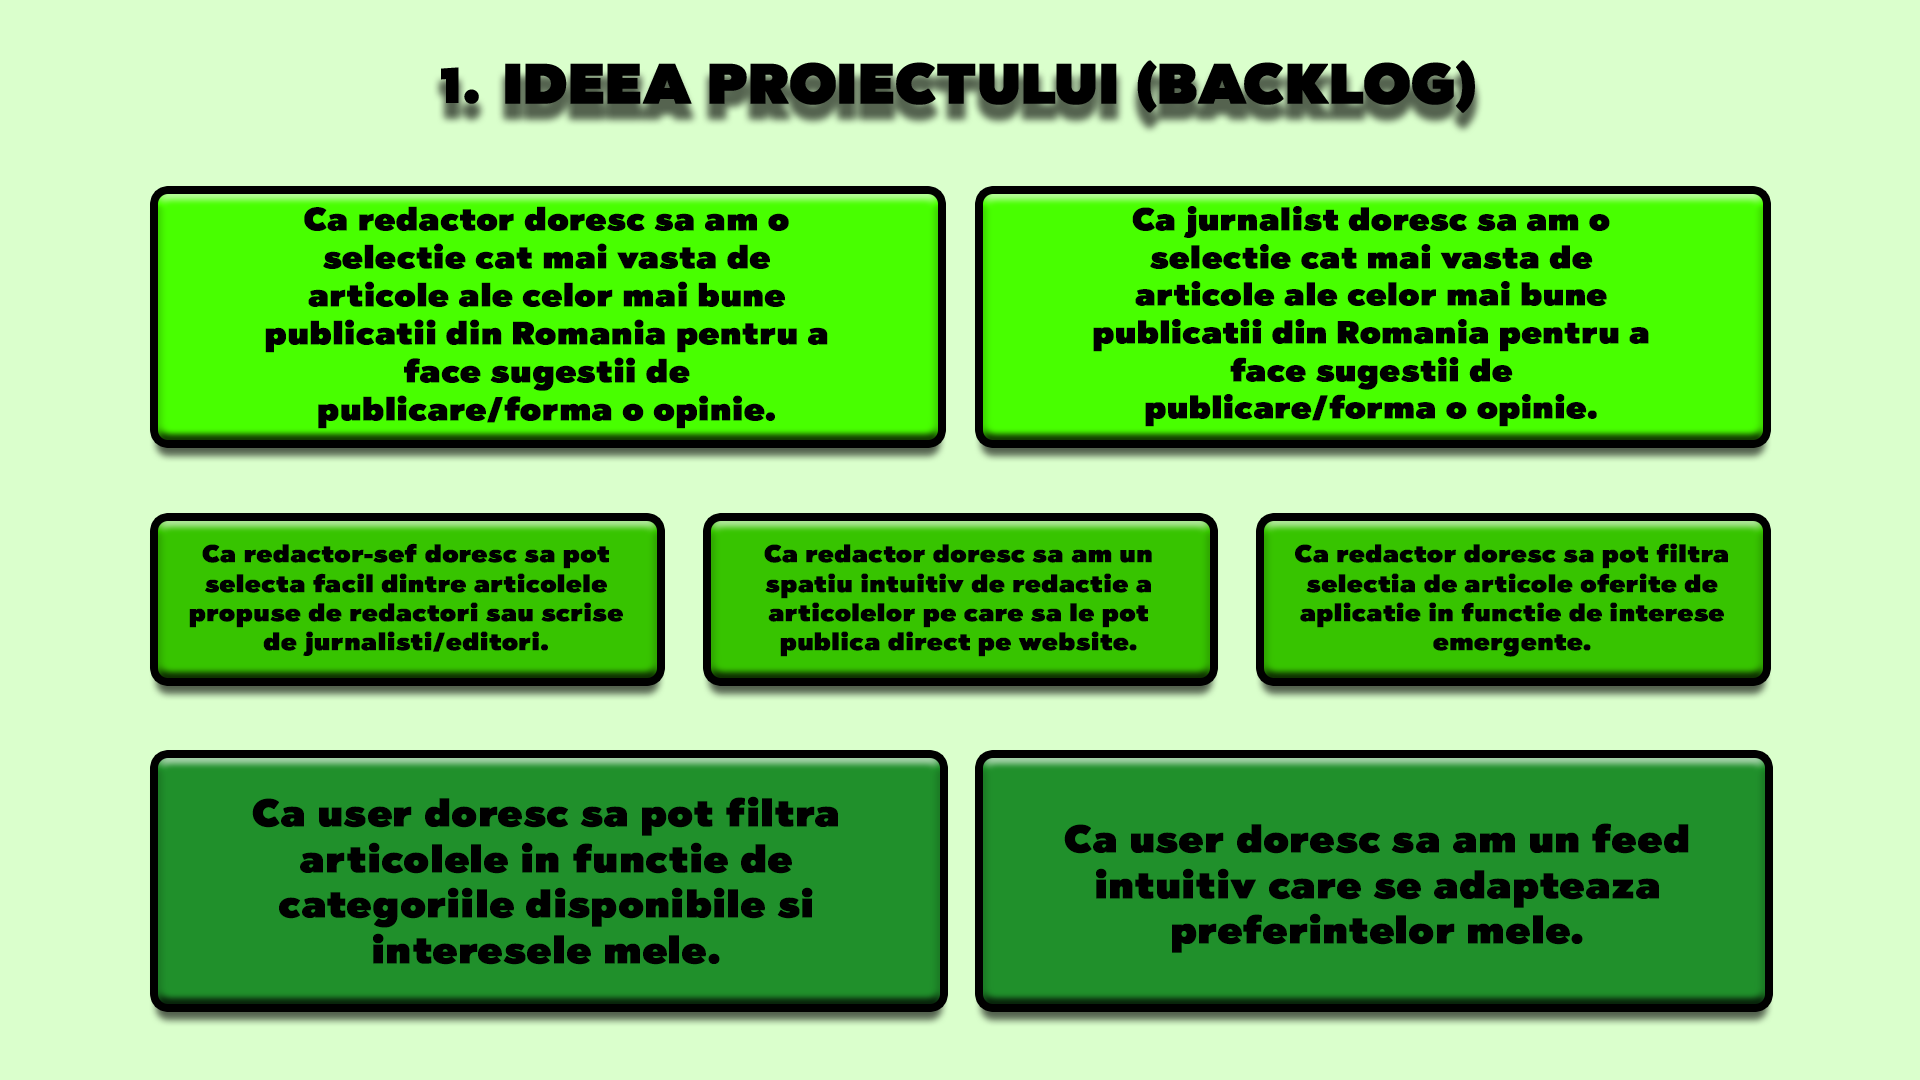 1. IDEEA PROIECTULUI (BACKLOG)
Ca redactor doresc sa am o
selectie cat mai vasta de
articole ale celor mai bune
publicatii din Romania pentru a
face sugestii de
publicare/forma o opinie.
Ca jurnalist doresc sa am o
selectie cat mai vasta de
articole ale celor mai bune
publicatii din Romania pentru a
face sugestii de
publicare/forma o opinie.
Ca redactor-sef doresc sa pot
selecta facil dintre articolele
propuse de redactori sau scrise
de jurnalisti/editori.
Ca redactor doresc sa am un
spatiu intuitiv de redactie a
articolelor pe care sa le pot
publica direct pe website.
Ca redactor doresc sa pot filtra
selectia de articole oferite de
aplicatie in functie de interese
emergente.
Ca user doresc sa pot filtra
articolele in functie de
categoriile disponibile si
interesele mele.
Ca user doresc sa am un feed
intuitiv care se adapteaza
preferintelor mele.